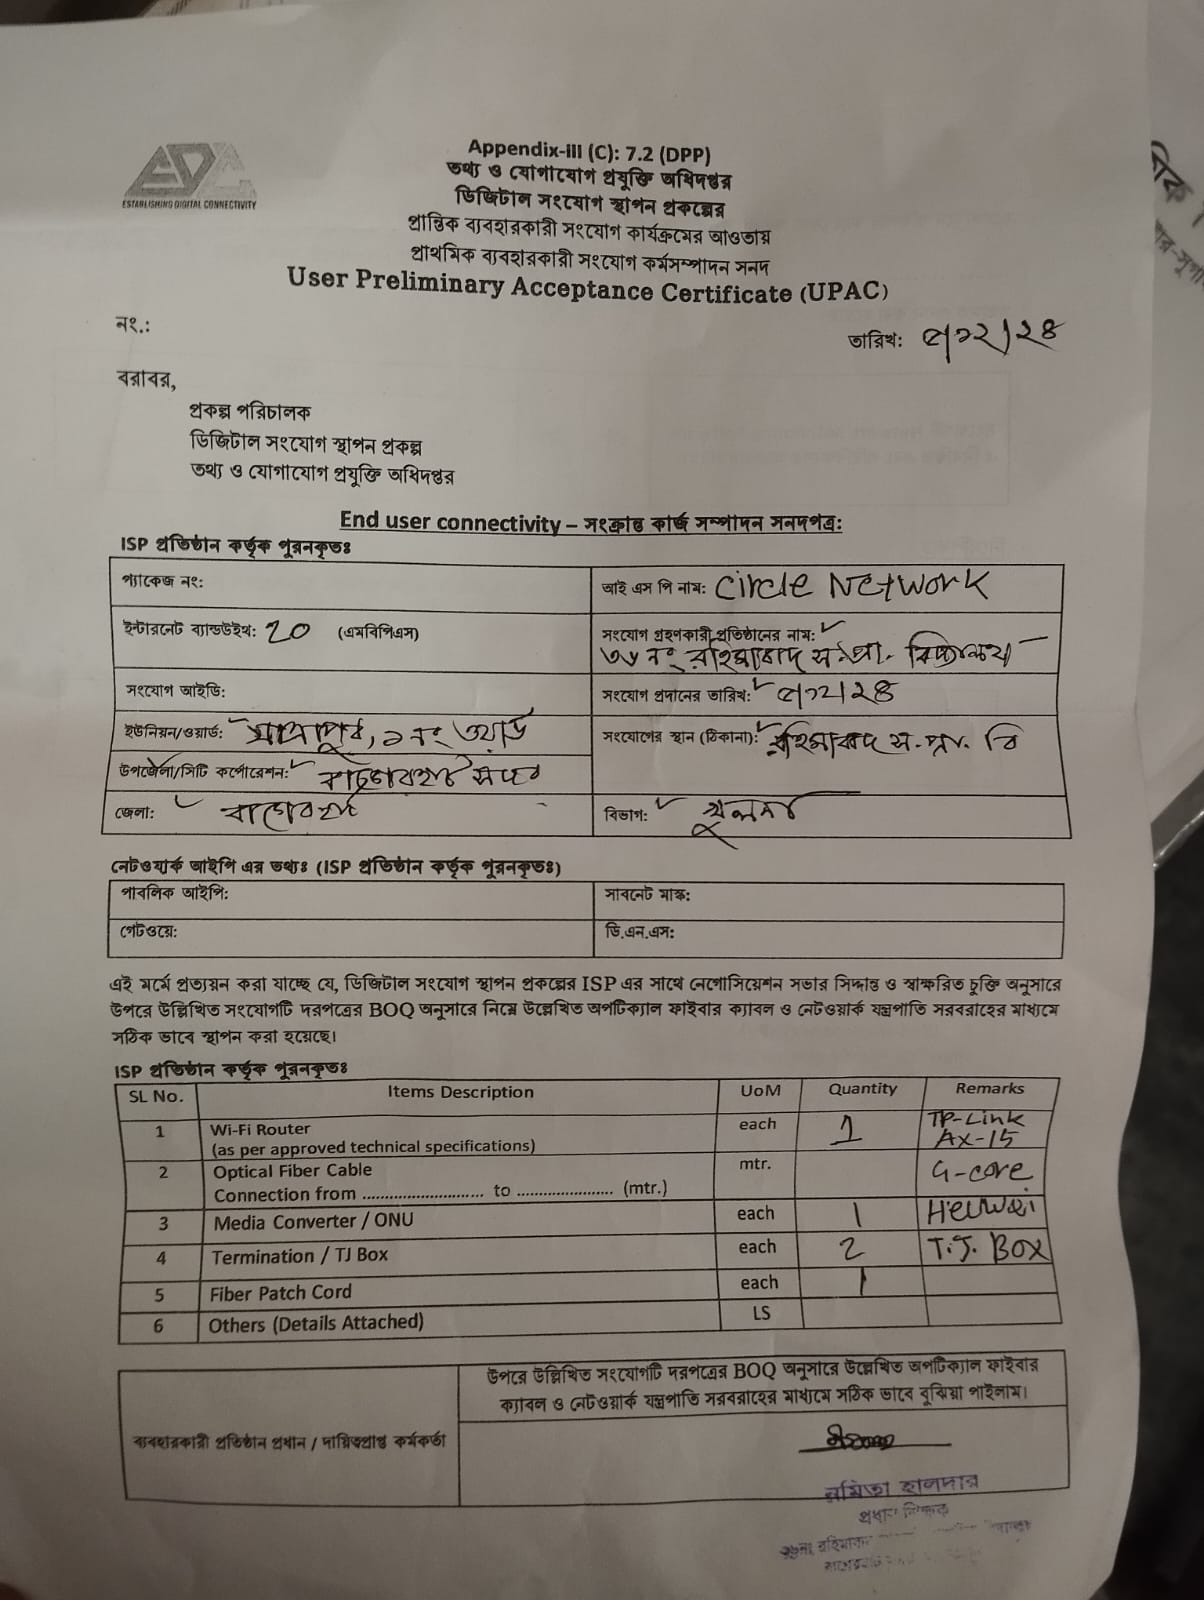 ESTABLISHING DIGITAL CONNECTIVITY
Appendix-III (C): 7.2 (DPP)
তথ্য ও যোগাযোগ প্রযুক্তি অধিদপ্তর
ডিজিটাল সংযোগ স্থাপন প্রকল্পের
প্রান্তিক ব্যবহারকারী সংযোগ কার্যক্রমের আওতায়
প্রাথমিক ব্যবহারকারী সংযোগ কর্মসম্পাদন সনদ
User Preliminary Acceptance Certificate (UPAC)
নং.:
তারিখ: ৫/১২/২৪
বরাবর,
প্রকল্প পরিচালক
ডিজিটাল সংযোগ স্থাপন প্রকল্প
তথ্য ও যোগাযোগ প্রযুক্তি অধিদপ্তর
End user connectivity – সংক্রান্ত কার্জ সম্পাদন সনদপত্র:
ISP প্রতিষ্ঠান কর্তৃক পূরনকৃতঃ
প্যাকেজ নং: আই এস পি নাম: Circle Network
ইন্টারনেট ব্যান্ডউইথ: 20 (এমবিপিএস) সংযোগ গ্রহণকারী প্রতিষ্ঠানের নাম:
৩৬ নং রহিমাবাদ বিদ্যালয়
সংযোগ আইডি: সংযোগ প্রদানের তারিখ: ৫/১২/২৪
ইউনিয়ন/ওয়ার্ড: ১ নং ওয়ার্ড সংযোগের স্থান (ঠিকানা): রহিমাবাদ স. প্রা. বি
উপজেলা/সিটি কর্পোরেশন: বাগেরহাট সদর
জেলা: বাগেরহাট বিভাগ: খুলনা
নেটওয়ার্ক আইপি এর তথ্যঃ (ISP প্রতিষ্ঠান কর্তৃক পূরনকৃতঃ)
পাবলিক আইপি: সাবনেট মাস্ক:
গেটওয়ে: ডি.এন.এস:
এই মর্মে প্রত্যয়ন করা যাচ্ছে যে, ডিজিটাল সংযোগ স্থাপন প্রকল্পের ISP এর সাথে নেগোসিয়েশন সভার সিদ্ধান্ত ও স্বাক্ষরিত চুক্তি অনুসারে
উপরে উল্লিখিত সংযোগটি দরপত্রের BOQ অনুসারে নিম্নে উল্লেখিত অপটিক্যাল ফাইবার ক্যাবল ও নেটওয়ার্ক যন্ত্রপাতি সরবরাহের মাধ্যমে
সঠিক ভাবে স্থাপন করা হয়েছে।
ISP প্রতিষ্ঠান কর্তৃক পূরনকৃতঃ
SL No. Items Description UoM Quantity Remarks
1 Wi-Fi Router each 1 TP-Link
(as per approved technical specifications) AX-15
2 Optical Fiber Cable mtr. 4-core
Connection from ........................... to ...................... (mtr.)
3 Media Converter / ONU each 1 Heuwei
4 Termination / TJ Box each 2 T.J. Box
5 Fiber Patch Cord each 1
6 Others (Details Attached) LS
উপরে উল্লিখিত সংযোগটি দরপত্রের BOQ অনুসারে উল্লেখিত অপটিক্যাল ফাইবার
ক্যাবল ও নেটওয়ার্ক যন্ত্রপাতি সরবরাহের মাধ্যমে সঠিক ভাবে বুঝিয়া পাইলাম।
ব্যবহারকারী প্রতিষ্ঠান প্রধান / দায়িত্বপ্রাপ্ত কর্মকর্তা
নমিতা হালদার
প্রধান শিক্ষক